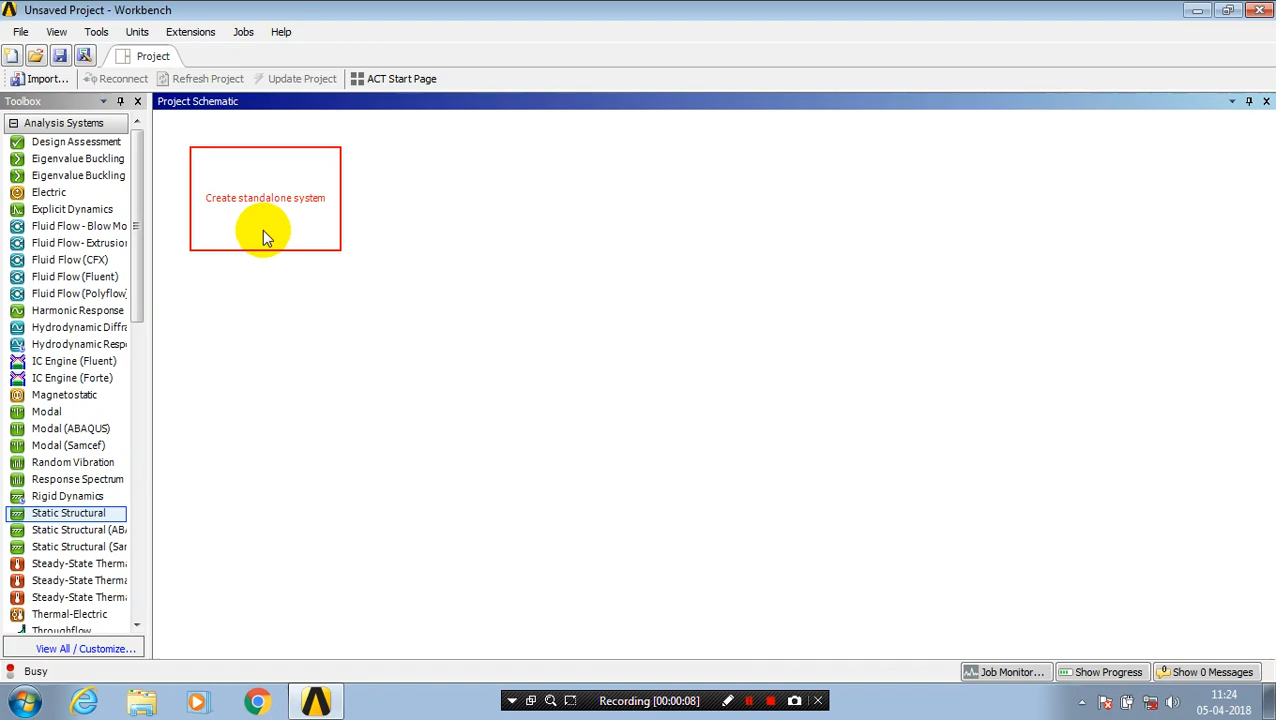 Unsaved Project - Workbench
File View Tools Units Extensions Jobs Help
Project
Import... Reconnect Refresh Project Update Project ACT Start Page
Toolbox
Project Schematic
Analysis Systems
Design Assessment
Eigenvalue Buckling
Eigenvalue Buckling
Electric
Explicit Dynamics
Fluid Flow - Blow Mo
Fluid Flow- Extrusion
Fluid Flow (CFX)
Fluid Flow (Fluent)
Fluid Flow (Polyflow)
Harmonic Response
Hydrodynamic Diffra
Hydrodynamic Resp
IC Engine (Fluent)
IC Engine (Forte)
Magnetostatic
Modal
Modal (ABAQUS)
Modal (Samcef)
Random Vibration
Response Spectrum
Rigid Dynamics
Static Structural
Static Structural (ABA
Static Structural (Sar
Steady-State Therma
Steady-State Therma
Steady-State Therma
Thermal-Electric
Throughflow
View All / Customize...
Create standalone system
Busy
Job Monitor... Show Progress Show 0 Messages
Recording [00:00:08]
11:24
05-04-2018